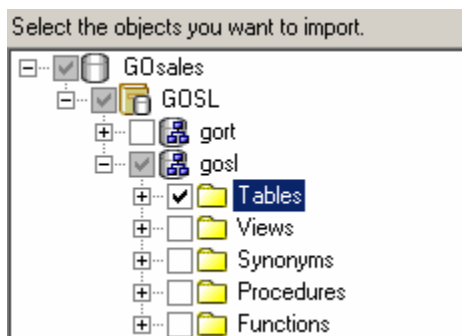 Select the objects you want to import.
GOsales
GOSL
gort
gosl
Tables
Views
Synonyms
Procedures
Functions